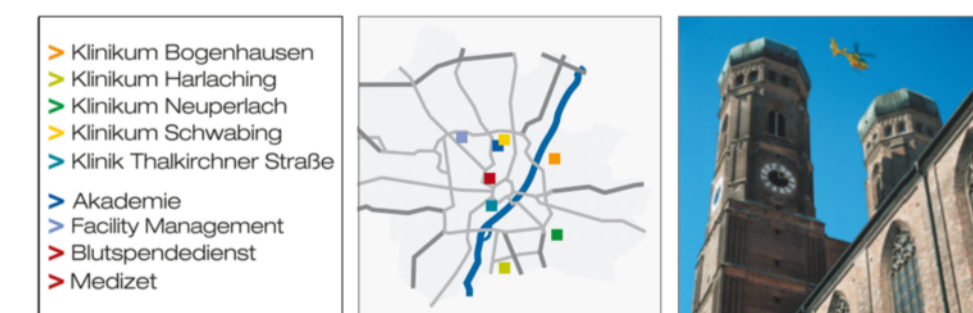 > Klinikum Bogenhausen
> Klinikum Harlaching
> Klinikum Neuperlach
> Klinikum Schwabing
> Klinik Thalkirchner Straße
> Akademie
> Facility Management
> Blutspendedienst
> Medizet